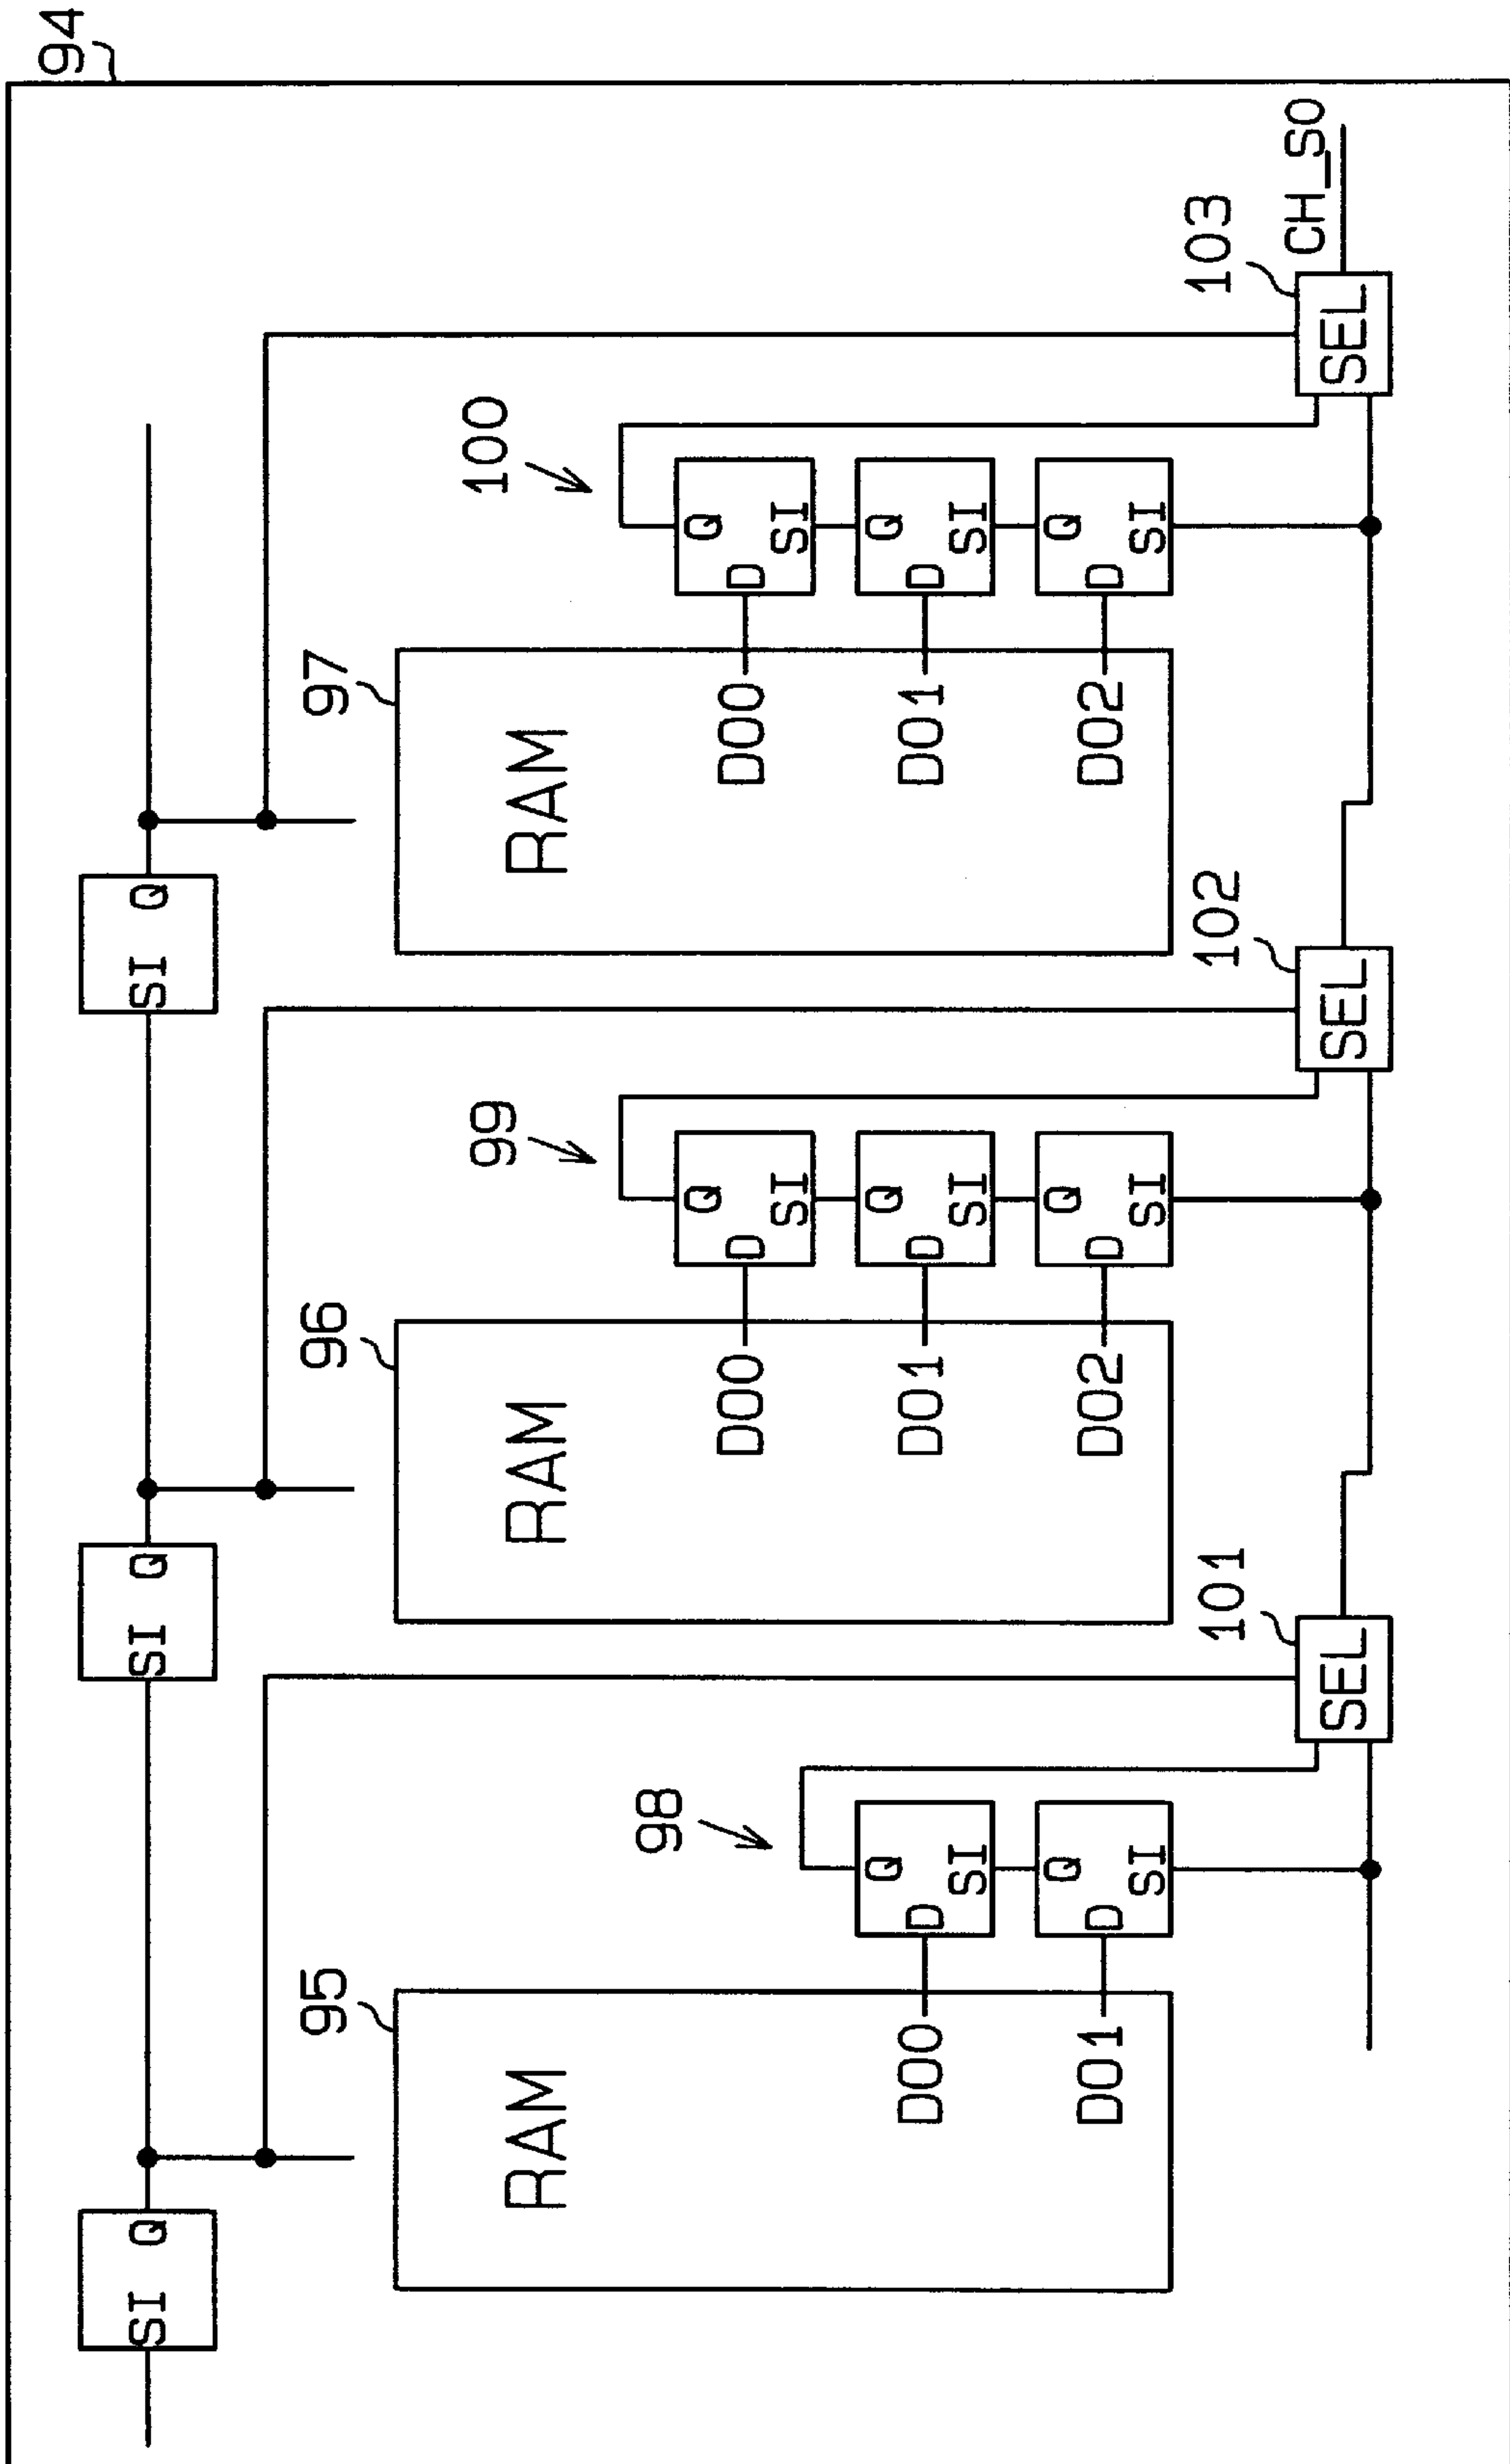 94
SI Q SI Q SI Q
95 96 97
99 100
RAM RAM RAM
98
Q Q
DO0 D DO0 D
SI SI
Q Q Q
DO0 D DO1 D DO1 D
SI SI SI
Q Q Q
DO1 D DO2 D DO2 D
SI SI SI
101 102 103
CH_SO
SEL SEL SEL